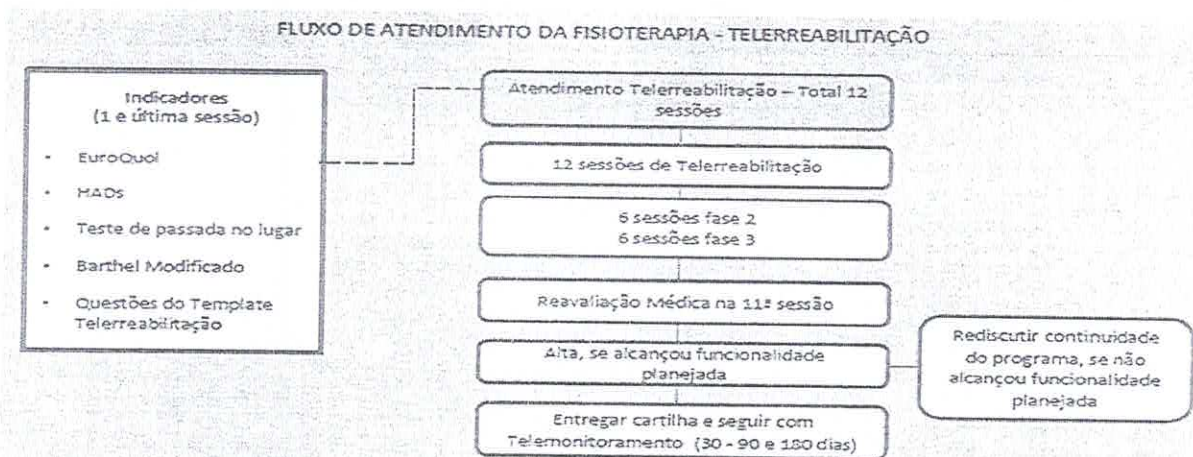 FLUXO DE ATENDIMENTO DA FISIOTERAPIA - TELERREABILITAÇÃO
Indicadores
(1 e última sessão)
- EuroQuol
- HADs
- Teste de passada no lugar
- Barthel Modificado
- Questões do Template
Telerreabilitação
Atendimento Telerreabilitação – Total 12
sessões
12 sessões de Telerreabilitação
6 sessões fase 2
6 sessões fase 3
Reavaliação Médica na 11ª sessão
Alta, se alcançou funcionalidade
planejada
Rediscutir continuidade
do programa, se não
alcançou funcionalidade
planejada
Entregar cartilha e seguir com
Telemonitoramento (30 - 90 e 180 dias)